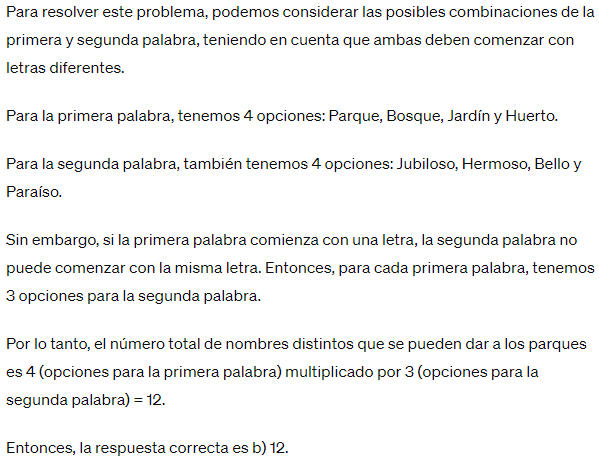 Para resolver este problema, podemos considerar las posibles combinaciones de la
primera y segunda palabra, teniendo en cuenta que ambas deben comenzar con
letras diferentes.
Para la primera palabra, tenemos 4 opciones: Parque, Bosque, Jardín y Huerto.
Para la segunda palabra, también tenemos 4 opciones: Jubiloso, Hermoso, Bello y
Paraíso.
Sin embargo, si la primera palabra comienza con una letra, la segunda palabra no
puede comenzar con la misma letra. Entonces, para cada primera palabra, tenemos
3 opciones para la segunda palabra.
Por lo tanto, el número total de nombres distintos que se pueden dar a los parques
es 4 (opciones para la primera palabra) multiplicado por 3 (opciones para la
segunda palabra) = 12.
Entonces, la respuesta correcta es b) 12.